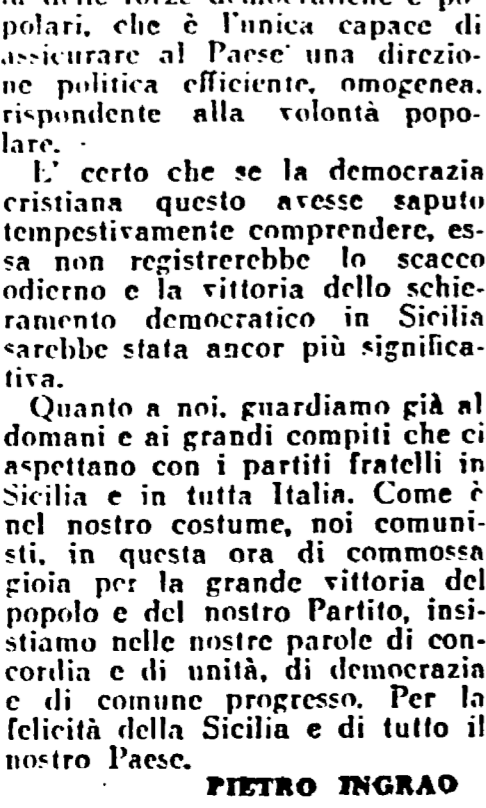 delle forze democratiche e po-
polari, che è l'unica capace di
assicurare al Paese una direzio-
ne politica efficiente, omogenea,
rispondente alla volontà popo-
lare.
E' certo che se la democrazia
cristiana questo avesse saputo
tempestivamente comprendere, es-
sa non registrerebbe lo scacco
odierno e la vittoria dello schie-
ramento democratico in Sicilia
sarebbe stata ancor più significa-
tiva.
Quanto a noi, guardiamo già al
domani e ai grandi compiti che ci
aspettano con i partiti fratelli in
Sicilia e in tutta Italia. Come è
nel nostro costume, noi comuni-
sti, in questa ora di commossa
gioia per la grande vittoria del
popolo e del nostro Partito, insi-
stiamo nelle nostre parole di con-
cordia e di unità, di democrazia
e di comune progresso. Per la
felicità della Sicilia e di tutto il
nostro Paese.
PIETRO INGRAO